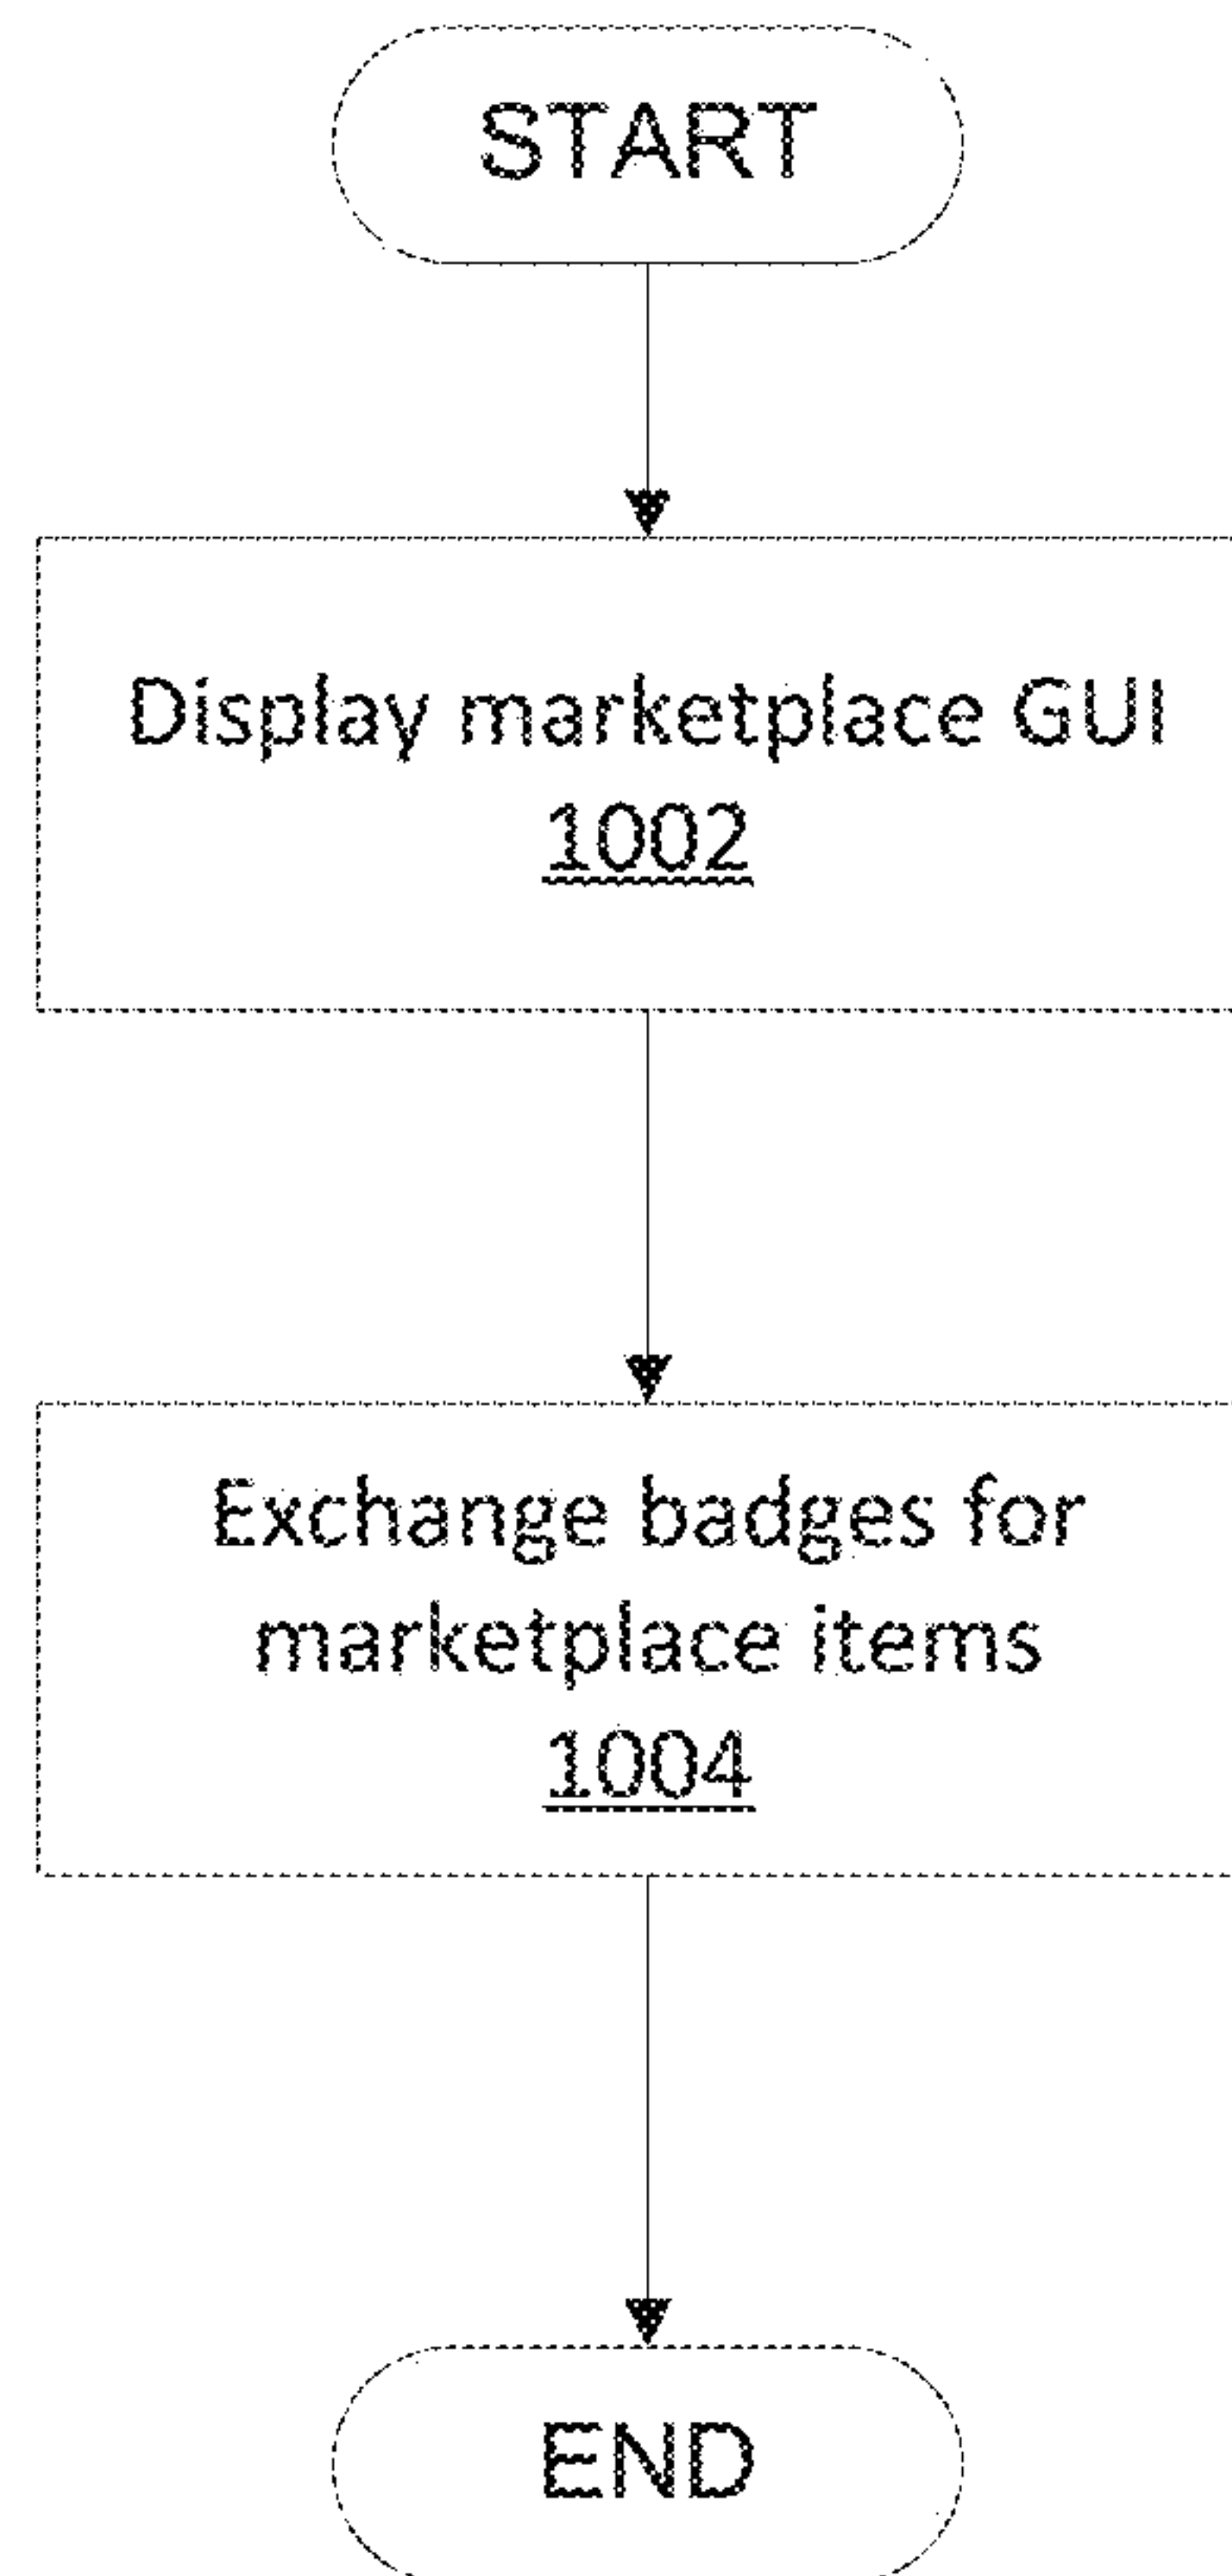 START
Display marketplace GUI
1002
Exchange badges for
marketplace items
1004
END